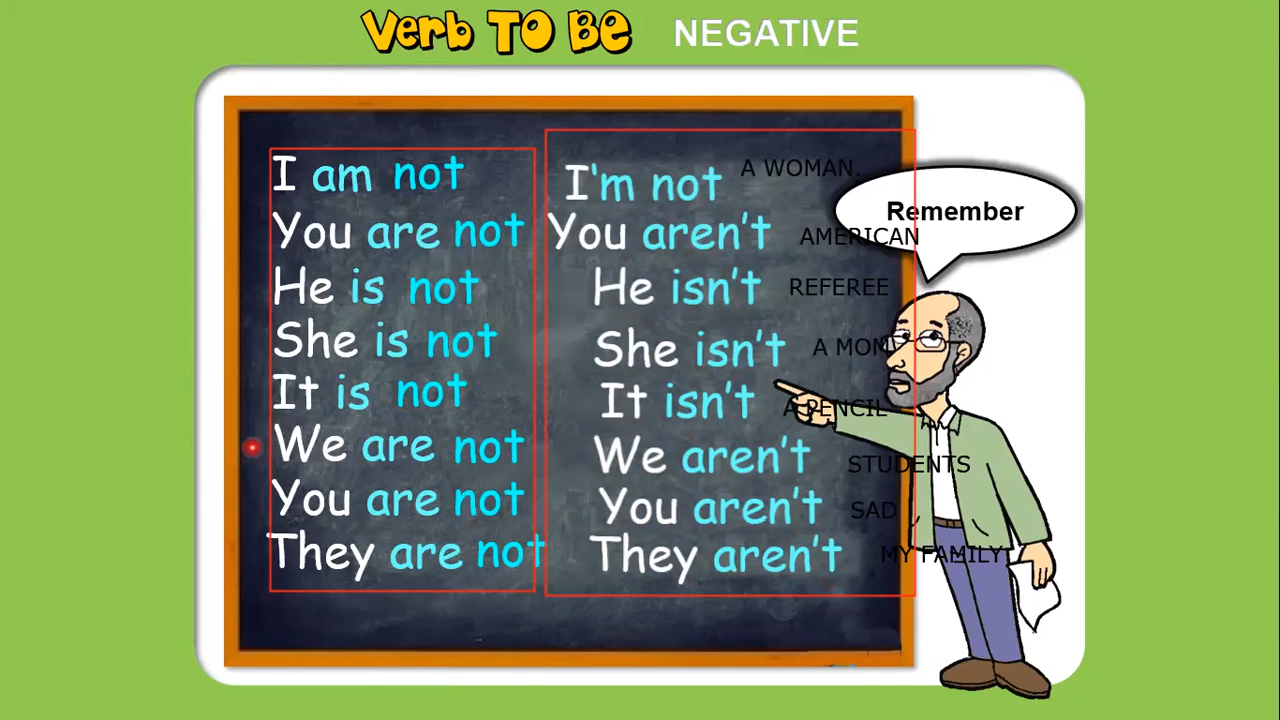 Verb TO BE NEGATIVE
I am not
You are not
He is not
She is not
It is not
We are not
You are not
They are not
I'm not A WOMAN.
You aren't AMERICAN
He isn't REFEREE
She isn't A MOM
It isn't A PENCIL
We aren't STUDENTS
You aren't SAD
They aren't MY FAMILY
Remember